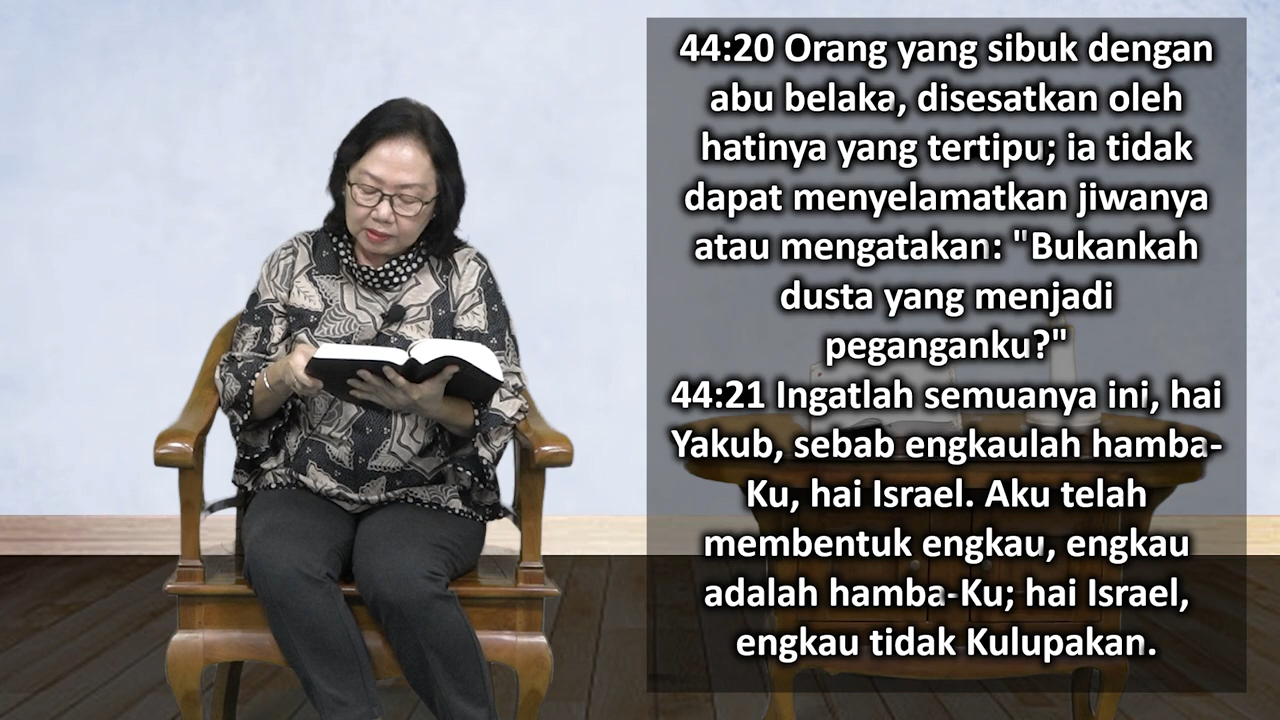 44:20 Orang yang sibuk dengan
abu belaka, disesatkan oleh
hatinya yang tertipu; ia tidak
dapat menyelamatkan jiwanya
atau mengatakan: "Bukankah
dusta yang menjadi
peganganku?"
44:21 Ingatlah semuanya ini, hai
Yakub, sebab engkaulah hamba-
Ku, hai Israel. Aku telah
membentuk engkau, engkau
adalah hamba-Ku; hai Israel,
engkau tidak Kulupakan.